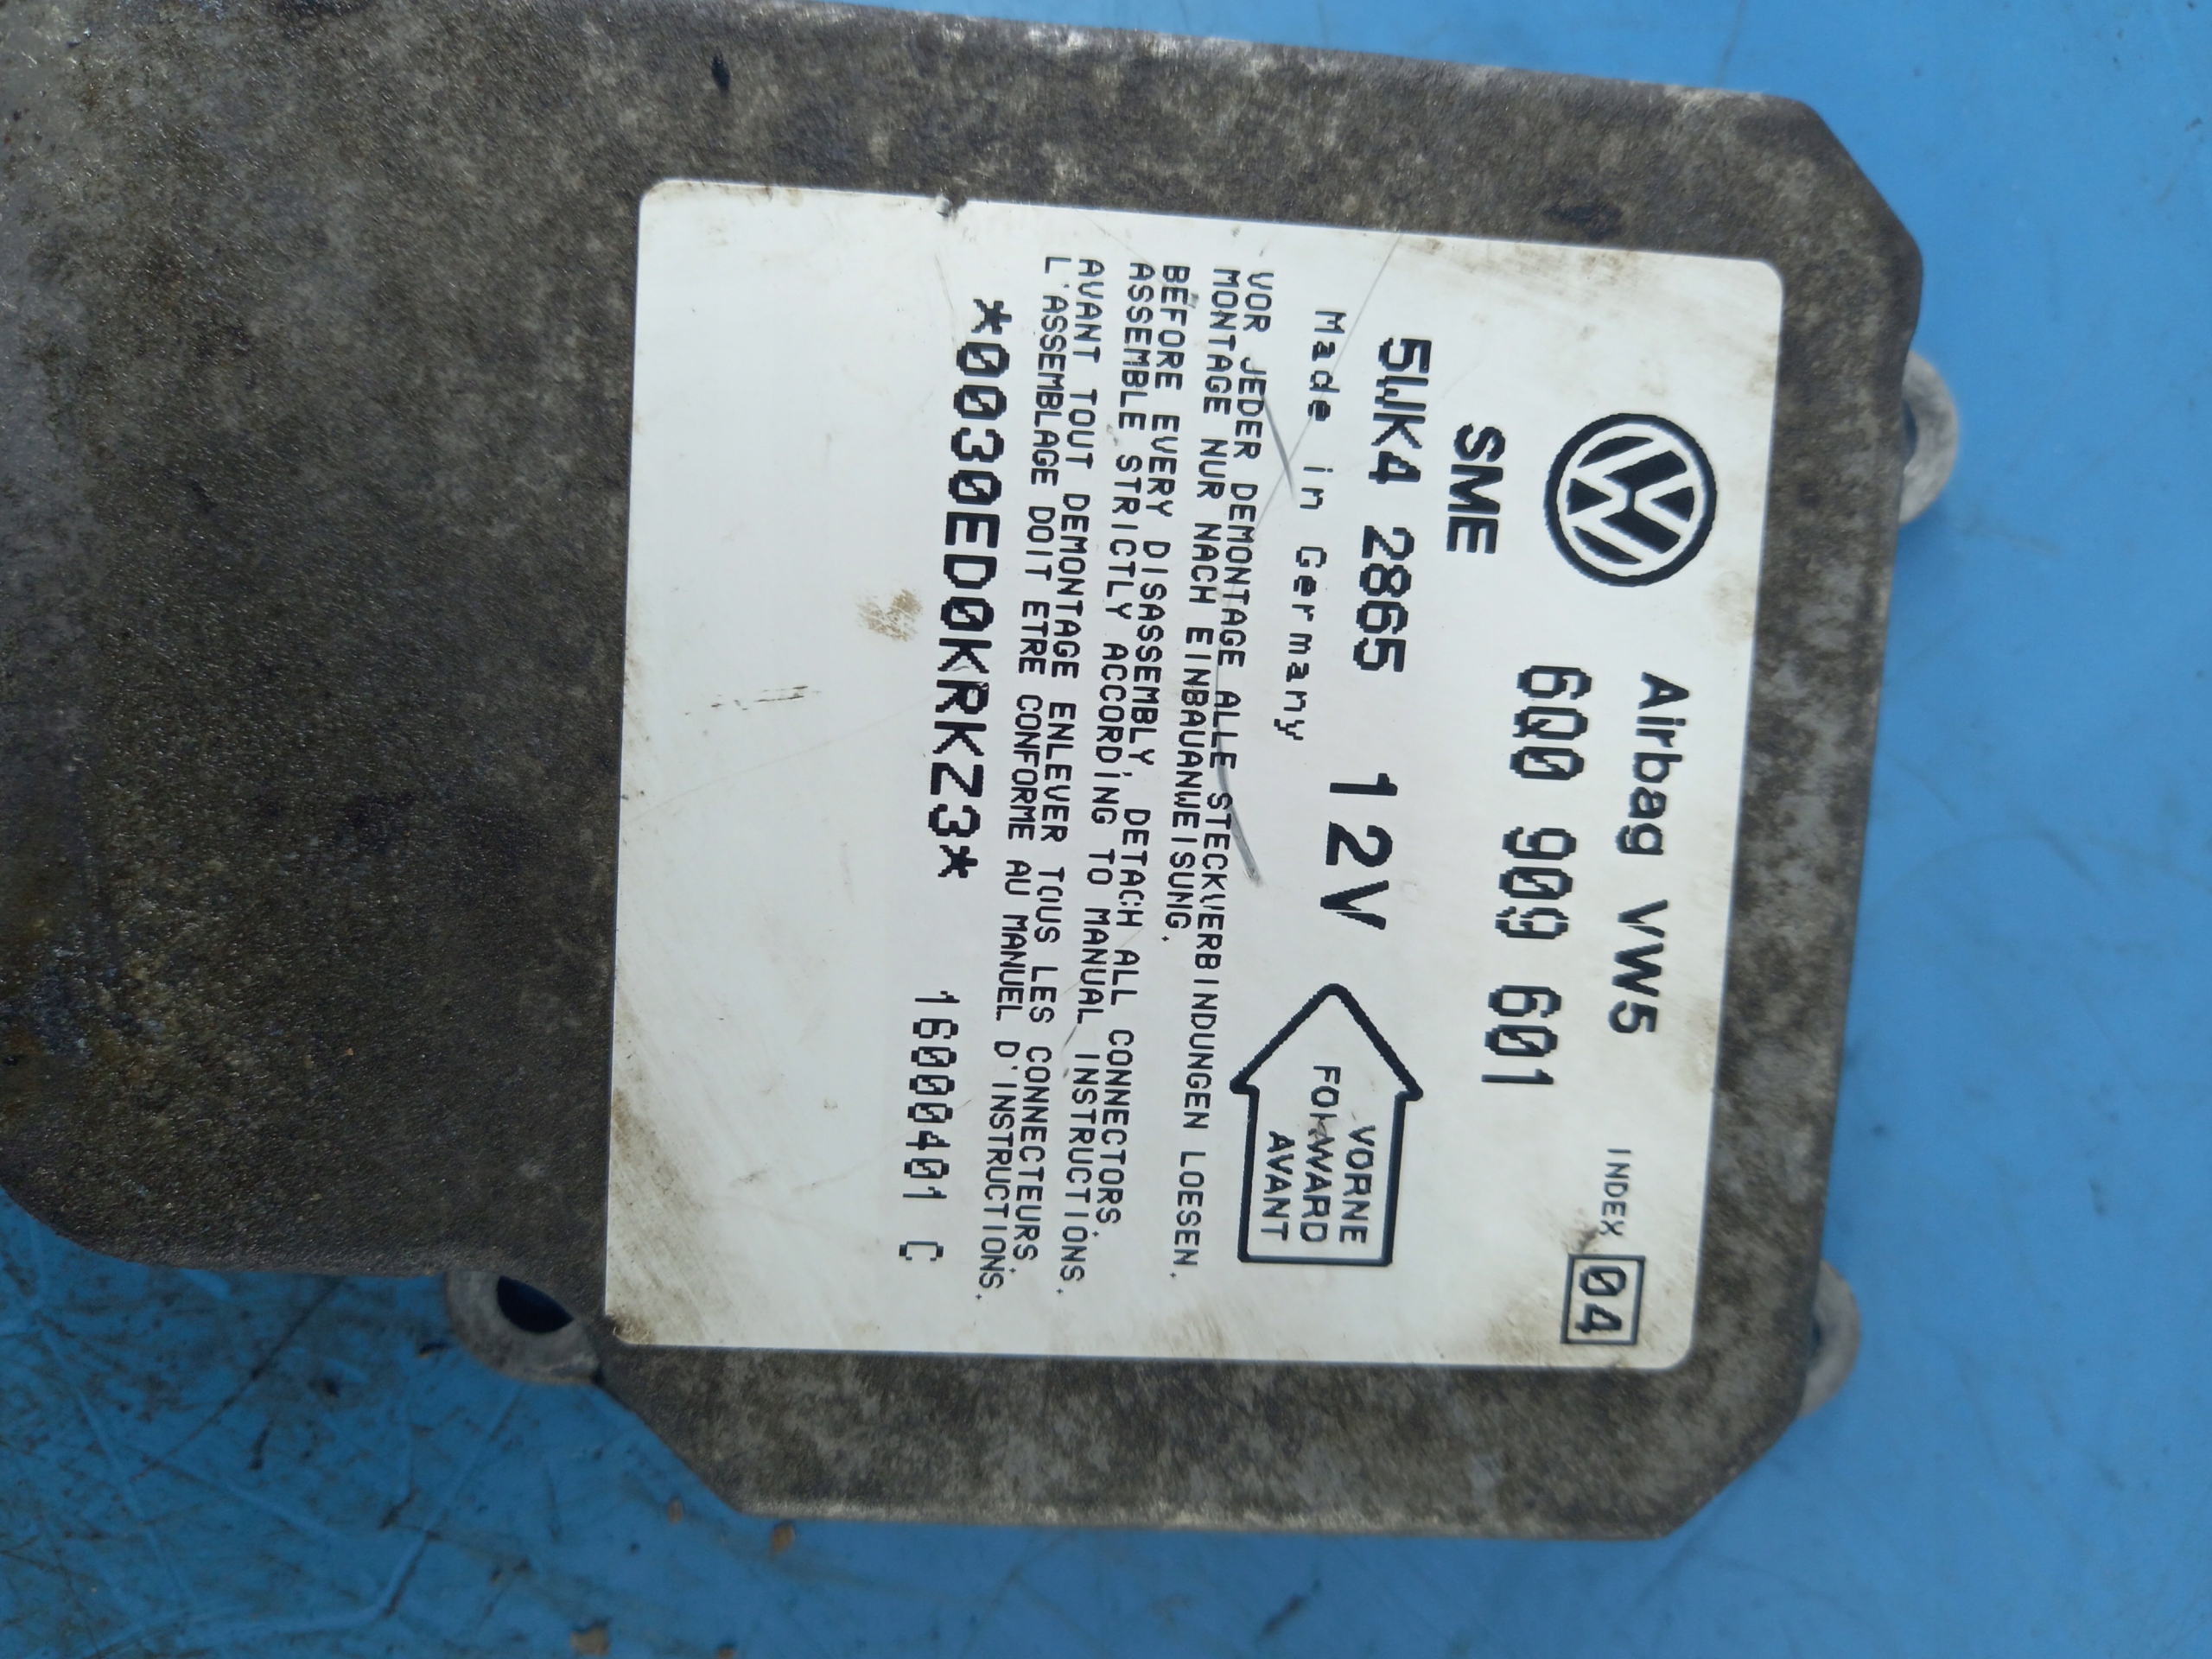 Airbag VW5 INDEX 04
6Q0 909 601
SME
5WK4 2865 12V
VORNE
FORWARD
AVANT
Made in Germany
VOR JEDER DEMONTAGE ALLE STECKVERBINDUNGEN LOESEN.
MONTAGE NUR NACH EINBAUANWEISUNG.
BEFORE EVERY DISASSEMBLY, DETACH ALL CONNECTORS.
ASSEMBLE STRICTLY ACCORDING TO MANUAL INSTRUCTIONS.
AVANT TOUT DEMONTAGE ENLEVER TOUS LES CONNECTEURS.
L'ASSEMBLAGE DOIT ETRE CONFORME AU MANUEL D'INSTRUCTIONS.
*0030ED0KRKZ3* 16000401 C